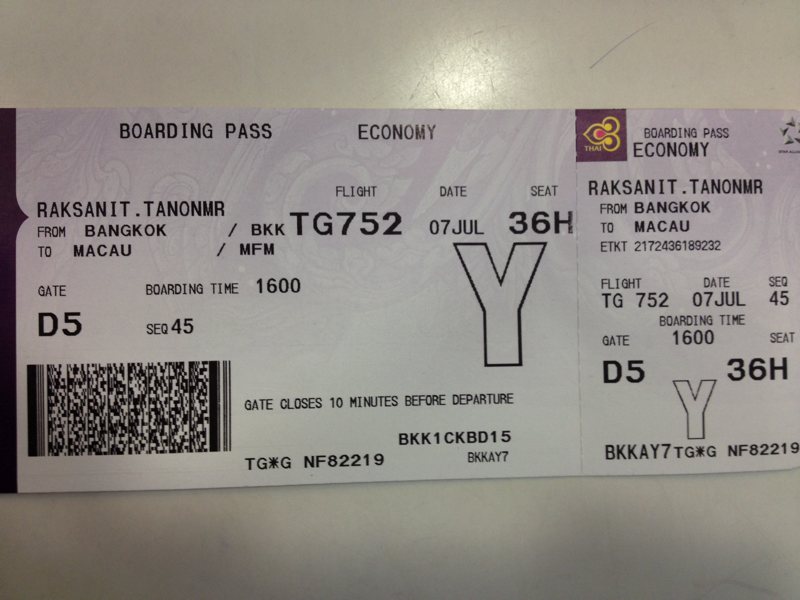 BOARDING PASS ECONOMY
FLIGHT DATE SEAT
RAKSANIT.TANONMR
FROM BANGKOK / BKK TG752 07JUL 36H
TO MACAU / MFM
Y
GATE BOARDING TIME 1600
D5 SEQ 45
GATE CLOSES 10 MINUTES BEFORE DEPARTURE
BKK1CKBD15
TG*G NF82219 BKKAY7
THAI
BOARDING PASS
ECONOMY
RAKSANIT.TANONMR
FROM BANGKOK
TO MACAU
ETKT 2172436189232
FLIGHT DATE SEQ
TG 752 07JUL 45
BOARDING TIME
GATE 1600 SEAT
D5 36H
Y
BKKAY7 TG*G NF82219